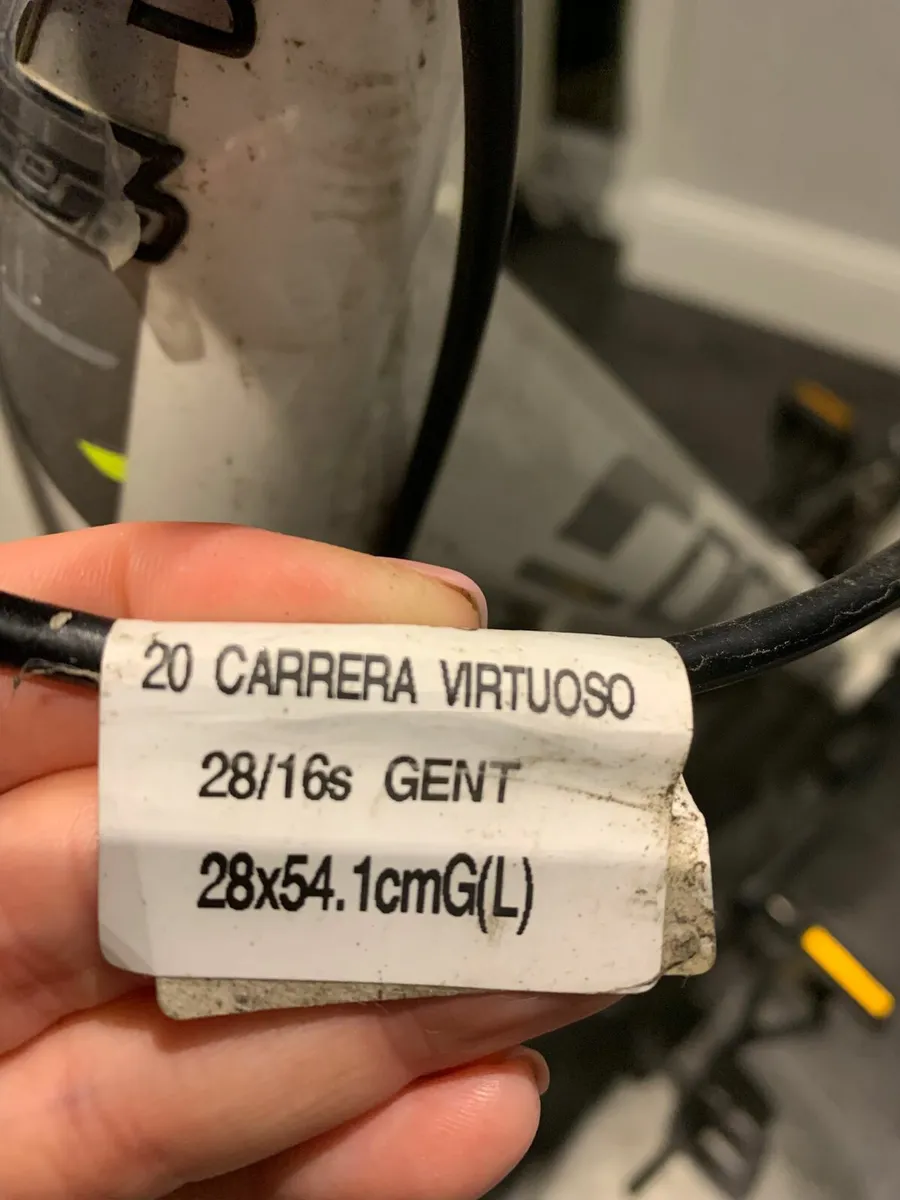 20 CARRERA VIRTUOSO
28/16s GENT
28x54.1cmG(L)